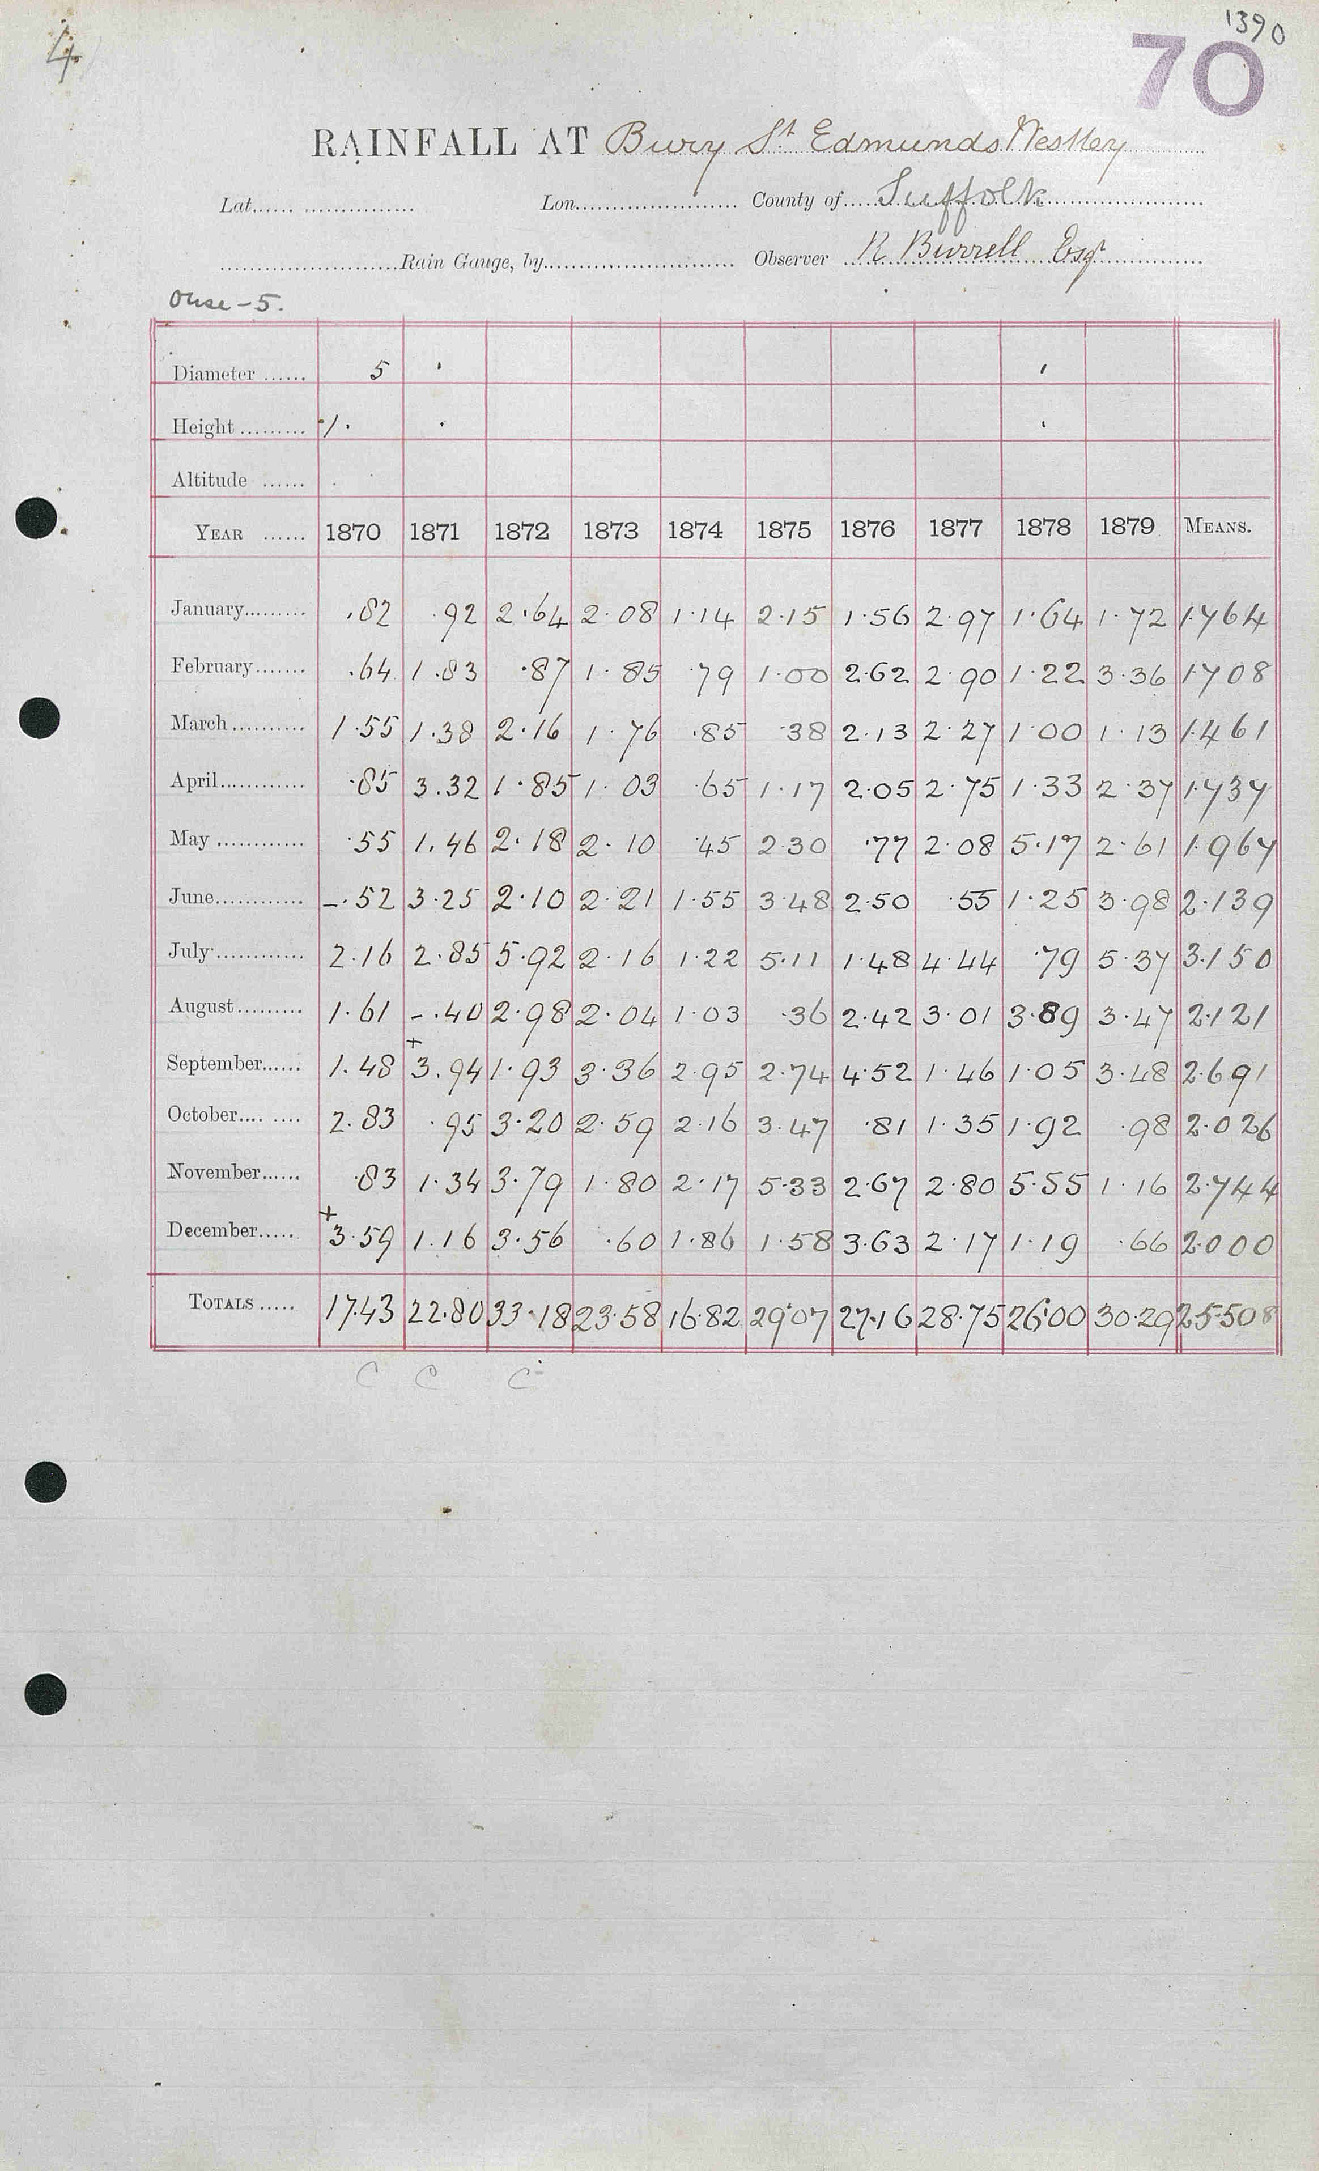 4
1390
70
RAINFALL AT Bury St Edmunds Westley
Lat. Lon. County of Suffolk
Rain Gauge, by Observer R Burrell Esqr
Ouse - 5.
Diameter 5 '  '
Height 1.
Altitude
YEAR 1870 1871 1872 1873 1874 1875 1876 1877 1878 1879 MEANS.
January .82 .92 2.64 2.08 1.14 2.15 1.56 2.97 1.64 1.72 1.764
February .64 1.83 .87 1.85 .79 1.00 2.62 2.90 1.22 3.36 1.708
March 1.55 1.38 2.16 1.76 .85 .38 2.13 2.27 1.00 1.13 1.461
April .85 3.32 1.85 1.03 .65 1.17 2.05 2.75 1.33 2.37 1.737
May .55 1.46 2.18 2.10 .45 2.30 .77 2.08 5.17 2.61 1.967
June -.52 3.25 2.10 2.21 1.55 3.48 2.50 .55 1.25 3.98 2.139
July 2.16 2.85 5.92 2.16 1.22 5.11 1.48 4.44 .79 5.37 3.150
August 1.61 -.40 2.98 2.04 1.03 .36 2.42 3.01 3.89 3.47 2.121
September 1.48 +3.94 1.93 3.36 2.95 2.74 4.52 1.46 1.05 3.48 2.691
October 2.83 .95 3.20 2.59 2.16 3.47 .81 1.35 1.92 .98 2.026
November .83 1.34 3.79 1.80 2.17 5.33 2.67 2.80 5.55 1.16 2.744
December +3.59 1.16 3.56 .60 1.86 1.58 3.63 2.17 1.19 .66 2.000
TOTALS 17.43 22.80 33.18 23.58 16.82 29.07 27.16 28.75 26.00 30.29 25.508
C C C